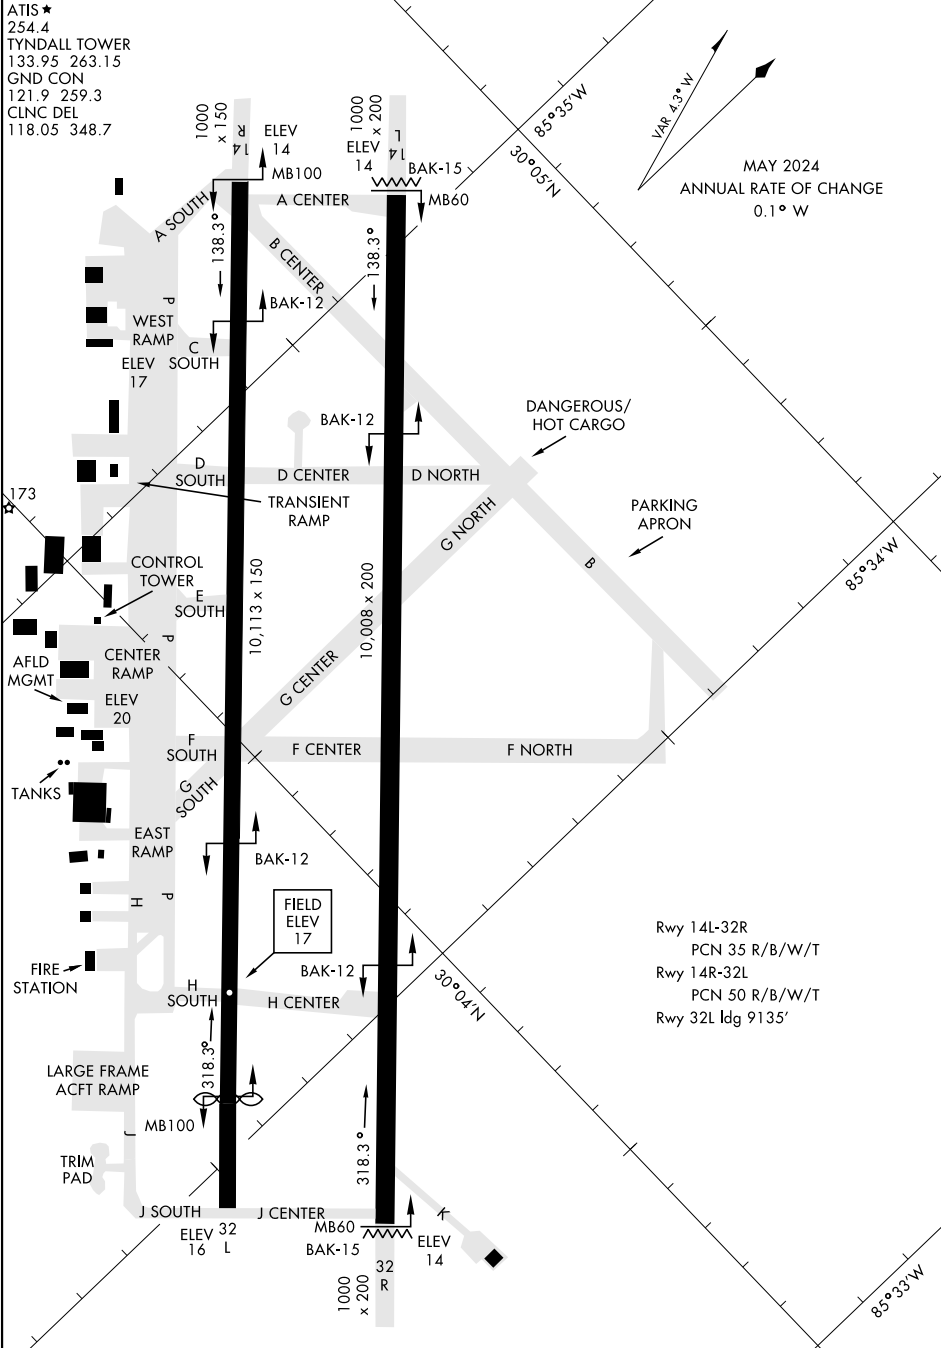 ATIS ★
254.4
TYNDALL TOWER
133.95 263.15
GND CON
121.9 259.3
CLNC DEL
118.05 348.7
1000
x 150
14
R
ELEV
14
MB100
1000
x 200
ELEV
14
14
L
BAK-15
MB60
85°35'W
30°05'N
VAR 4.3° W
MAY 2024
ANNUAL RATE OF CHANGE
0.1° W
A SOUTH
A CENTER
138.3°
138.3°
B CENTER
P
BAK-12
WEST
RAMP
C
SOUTH
ELEV
17
BAK-12
DANGEROUS/
HOT CARGO
D
SOUTH
D CENTER
D NORTH
173
TRANSIENT
RAMP
G NORTH
PARKING
APRON
B
85°34'W
CONTROL
TOWER
E
SOUTH
10,113 x 150
10,008 x 200
P
AFLD
MGMT
CENTER
RAMP
ELEV
20
G CENTER
F
SOUTH
F CENTER
F NORTH
TANKS
G
SOUTH
EAST
RAMP
BAK-12
H
P
FIELD
ELEV
17
FIRE
STATION
BAK-12
H
SOUTH
H CENTER
30°04'N
Rwy 14L-32R
PCN 35 R/B/W/T
Rwy 14R-32L
PCN 50 R/B/W/T
Rwy 32L ldg 9135'
318.3°
LARGE FRAME
ACFT RAMP
MB100
J
318.3°
TRIM
PAD
J SOUTH
J CENTER
K
ELEV
16
32
L
MB60
BAK-15
ELEV
14
32
R
1000
x 200
85°33'W